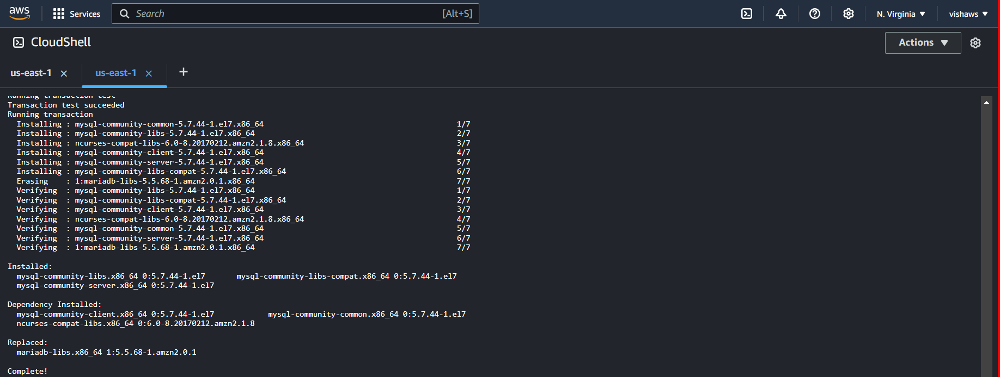 aws Services Search [Alt+S] N. Virginia vishaws
CloudShell Actions
us-east-1 us-east-1
Running transaction test
Transaction test succeeded
Running transaction
Installing : mysql-community-common-5.7.44-1.el7.x86_64 1/7
Installing : mysql-community-libs-5.7.44-1.el7.x86_64 2/7
Installing : ncurses-compat-libs-6.0-8.20170212.amzn2.1.8.x86_64 3/7
Installing : mysql-community-client-5.7.44-1.el7.x86_64 4/7
Installing : mysql-community-server-5.7.44-1.el7.x86_64 5/7
Installing : mysql-community-libs-compat-5.7.44-1.el7.x86_64 6/7
Erasing : 1:mariadb-libs-5.5.68-1.amzn2.0.1.x86_64 7/7
Verifying : mysql-community-libs-5.7.44-1.el7.x86_64 1/7
Verifying : mysql-community-libs-compat-5.7.44-1.el7.x86_64 2/7
Verifying : mysql-community-client-5.7.44-1.el7.x86_64 3/7
Verifying : ncurses-compat-libs-6.0-8.20170212.amzn2.1.8.x86_64 4/7
Verifying : mysql-community-common-5.7.44-1.el7.x86_64 5/7
Verifying : mysql-community-server-5.7.44-1.el7.x86_64 6/7
Verifying : 1:mariadb-libs-5.5.68-1.amzn2.0.1.x86_64 7/7
Installed:
mysql-community-libs.x86_64 0:5.7.44-1.el7 mysql-community-libs-compat.x86_64 0:5.7.44-1.el7
mysql-community-server.x86_64 0:5.7.44-1.el7
Dependency Installed:
mysql-community-client.x86_64 0:5.7.44-1.el7 mysql-community-common.x86_64 0:5.7.44-1.el7
ncurses-compat-libs.x86_64 0:6.0-8.20170212.amzn2.1.8
Replaced:
mariadb-libs.x86_64 1:5.5.68-1.amzn2.0.1
Complete!